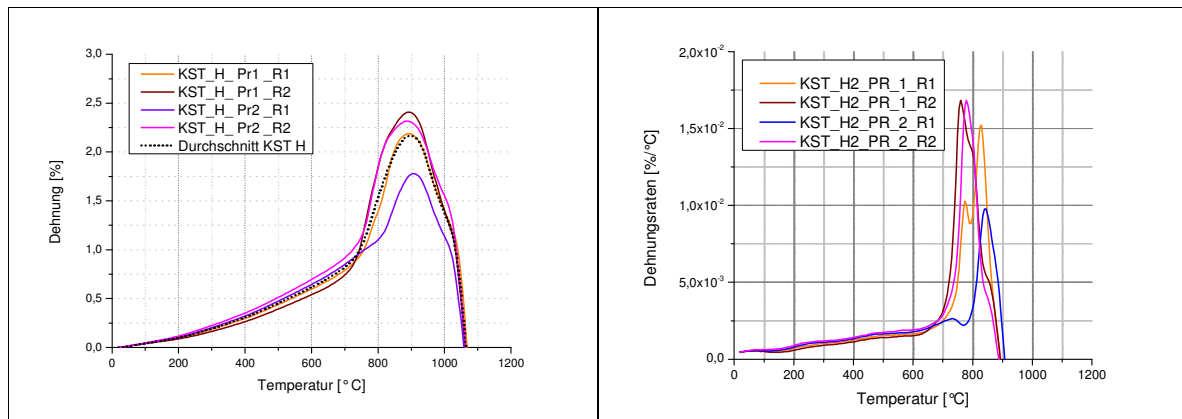 3,0
2,5
2,0
1,5
1,0
0,5
0,0
Dehnung [%]
KST_H_ Pr1 _R1
KST_H_ Pr1 _R2
KST_H_ Pr2 _R1
KST_H_ Pr2 _R2
Durchschnitt KST H
0 200 400 600 800 1000 1200
Temperatur [°C]
2,0x10⁻²
1,5x10⁻²
1,0x10⁻²
5,0x10⁻³
0,0
Dehnungsraten [%/°C]
KST_H2_PR_1_R1
KST_H2_PR_1_R2
KST_H2_PR_2_R1
KST_H2_PR_2_R2
0 200 400 600 800 1000 1200
Temperatur [°C]